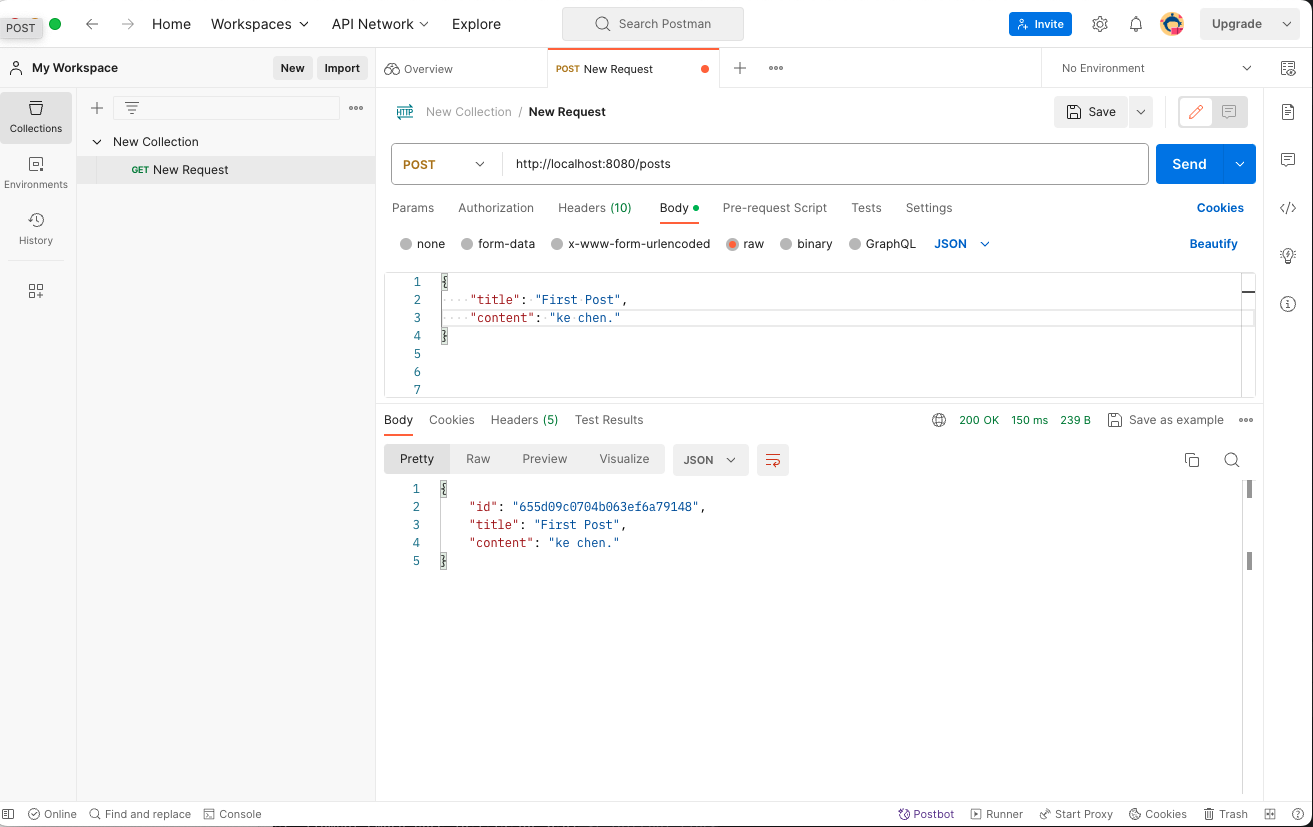 POST
Home Workspaces API Network Explore Search Postman Invite Upgrade
My Workspace New Import Overview POST New Request No Environment
Collections
Environments
History
New Collection
GET New Request
HTTP New Collection / New Request Save
POST http://localhost:8080/posts Send
Params Authorization Headers (10) Body Pre-request Script Tests Settings Cookies
none form-data x-www-form-urlencoded raw binary GraphQL JSON Beautify
1 {
2 "title": "First Post",
3 "content": "ke chen."
4 }
5
6
7
Body Cookies Headers (5) Test Results 200 OK 150 ms 239 B Save as example
Pretty Raw Preview Visualize JSON
1 {
2 "id": "655d09c0704b063ef6a79148",
3 "title": "First Post",
4 "content": "ke chen."
5 }
Online Find and replace Console Postbot Runner Start Proxy Cookies Trash